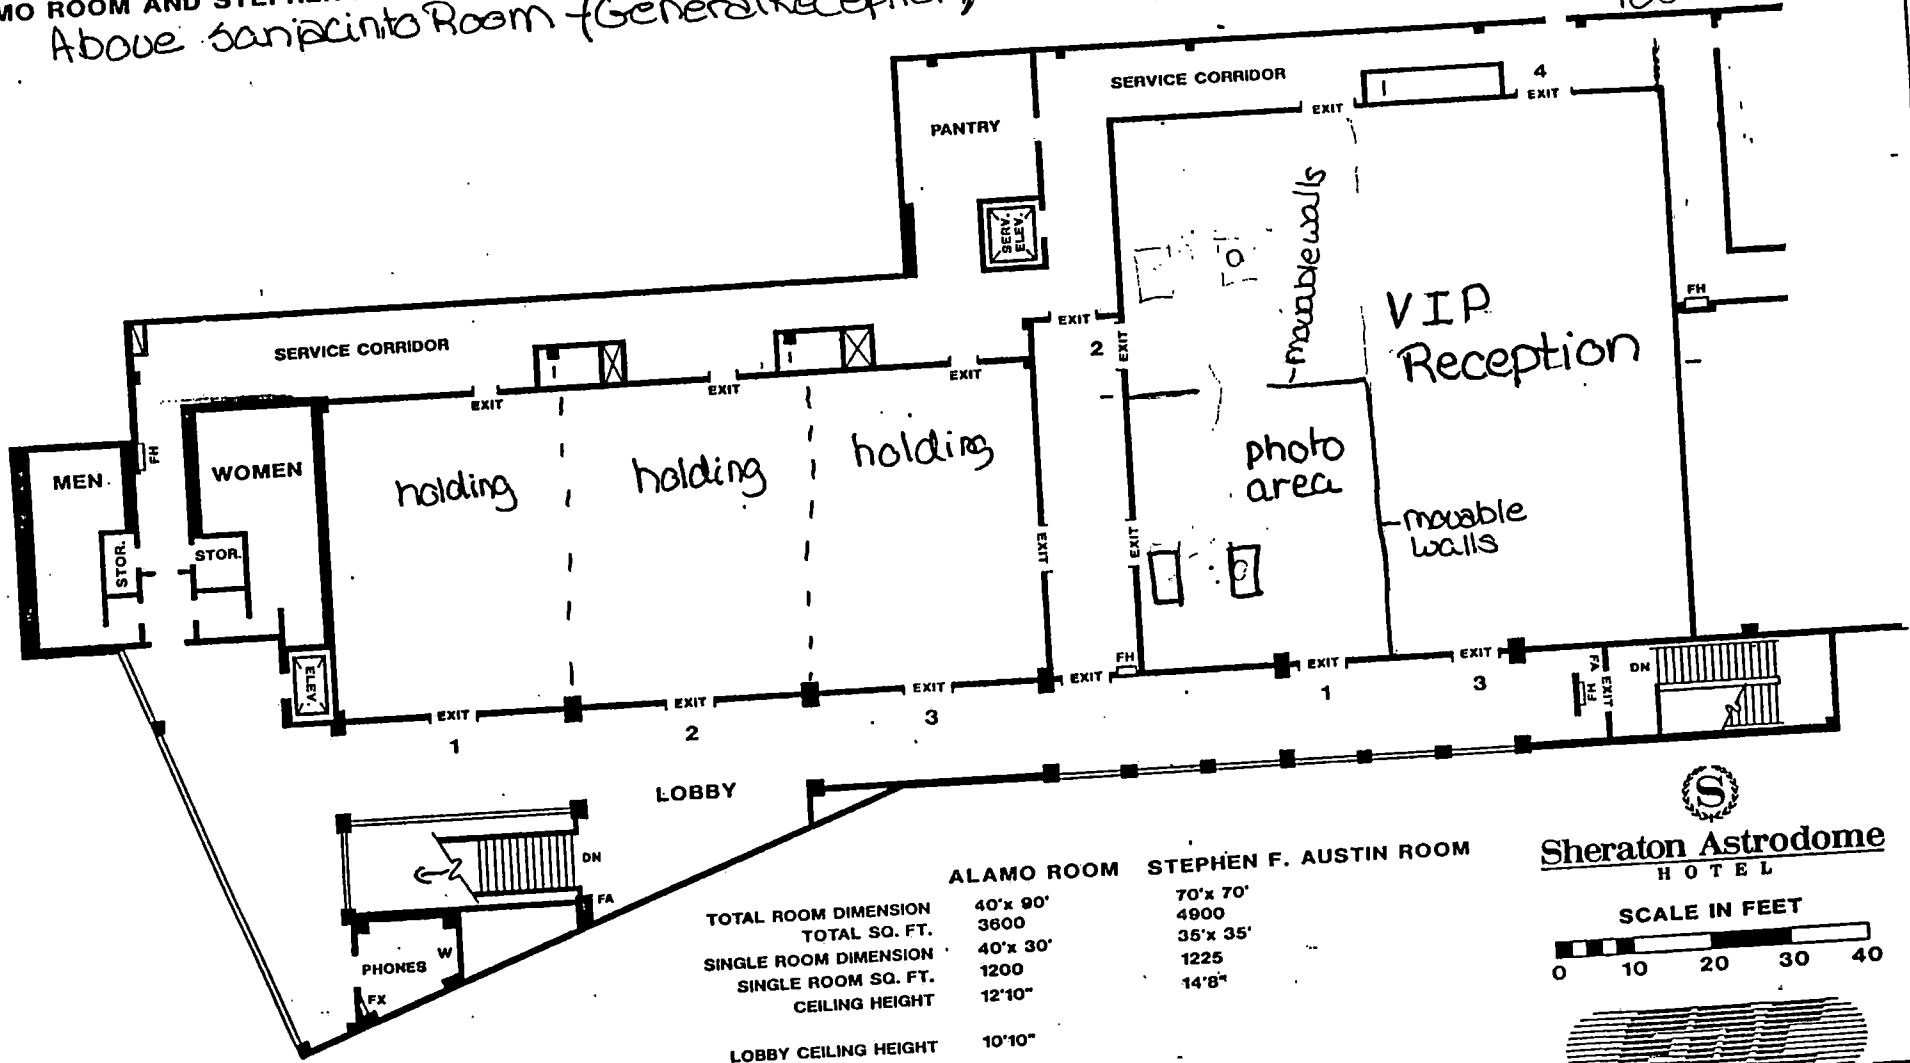 MO ROOM AND STEPHEN
Above Sanjacinto Room (General Reception)
SERVICE CORRIDOR
4
EXIT
EXIT
PANTRY
SERV. ELEV.
movable walls
VIP
Reception
FH
EXIT
2
EXIT
SERVICE CORRIDOR
EXIT
EXIT
EXIT
FH
MEN
WOMEN
holding
holding
holding
photo
area
movable
walls
STOR.
STOR.
EXIT
EXIT
ELEV.
EXIT
1
EXIT
2
EXIT
3
EXIT
FH
EXIT
1
EXIT
3
FA
FH
EXIT
DN
LOBBY
DN
FA
PHONES
W
FX
ALAMO ROOM STEPHEN F. AUSTIN ROOM
TOTAL ROOM DIMENSION 40'x 90' 70'x 70'
TOTAL SQ. FT. 3600 4900
SINGLE ROOM DIMENSION 40'x 30' 35'x 35'
SINGLE ROOM SQ. FT. 1200 1225
CEILING HEIGHT 12'10" 14'8"
LOBBY CEILING HEIGHT 10'10"
S
Sheraton Astrodome
HOTEL
SCALE IN FEET
0 10 20 30 40